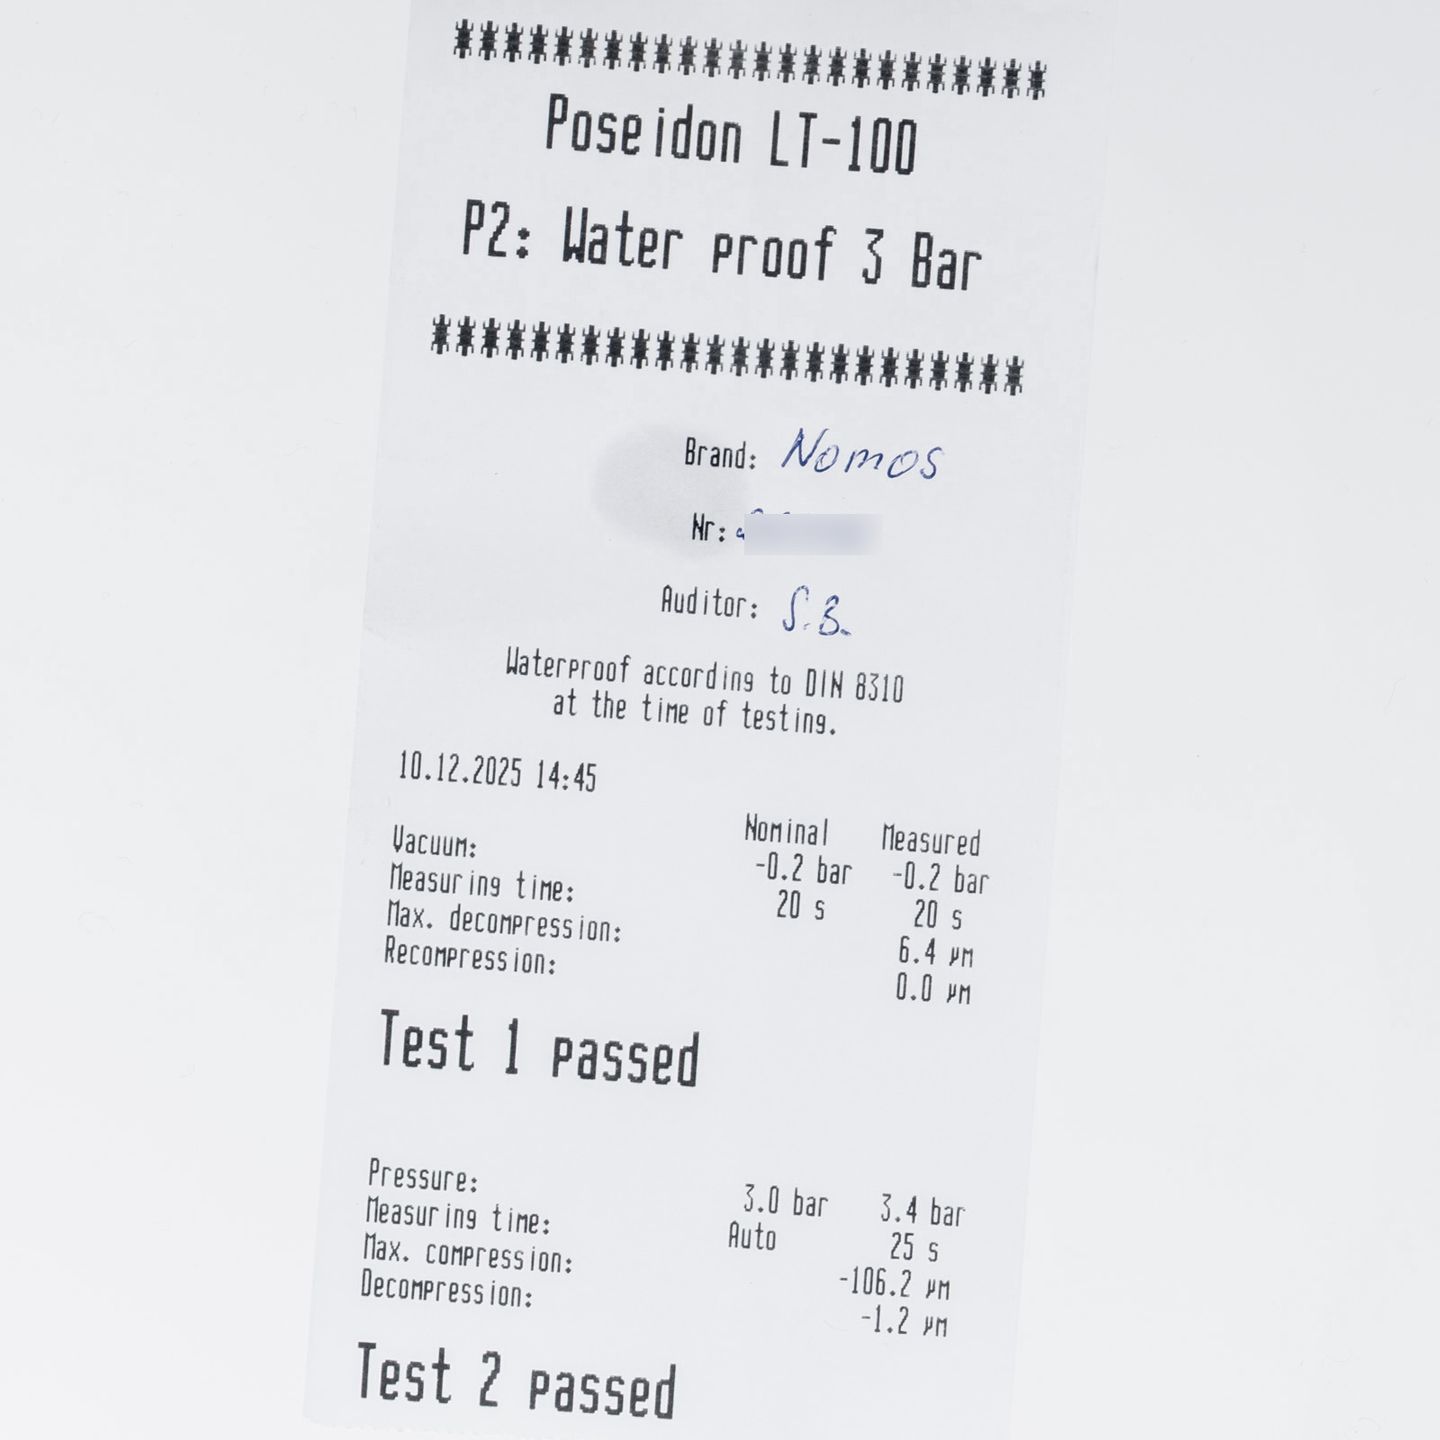 Poseidon LT-100
P2: Water proof 3 Bar
Brand: Nomos
Nr:
Auditor: S.B.
Waterproof according to DIN 8310
at the time of testing.
10.12.2025 14:45
Nominal Measured
Vacuum: -0.2 bar -0.2 bar
Measuring time: 20 s 20 s
Max. decompression: 6.4 µm
Recompression: 0.0 µm
Test 1 passed
Pressure: 3.0 bar 3.4 bar
Measuring time: Auto 25 s
Max. compression: -106.2 µm
Decompression: -1.2 µm
Test 2 passed